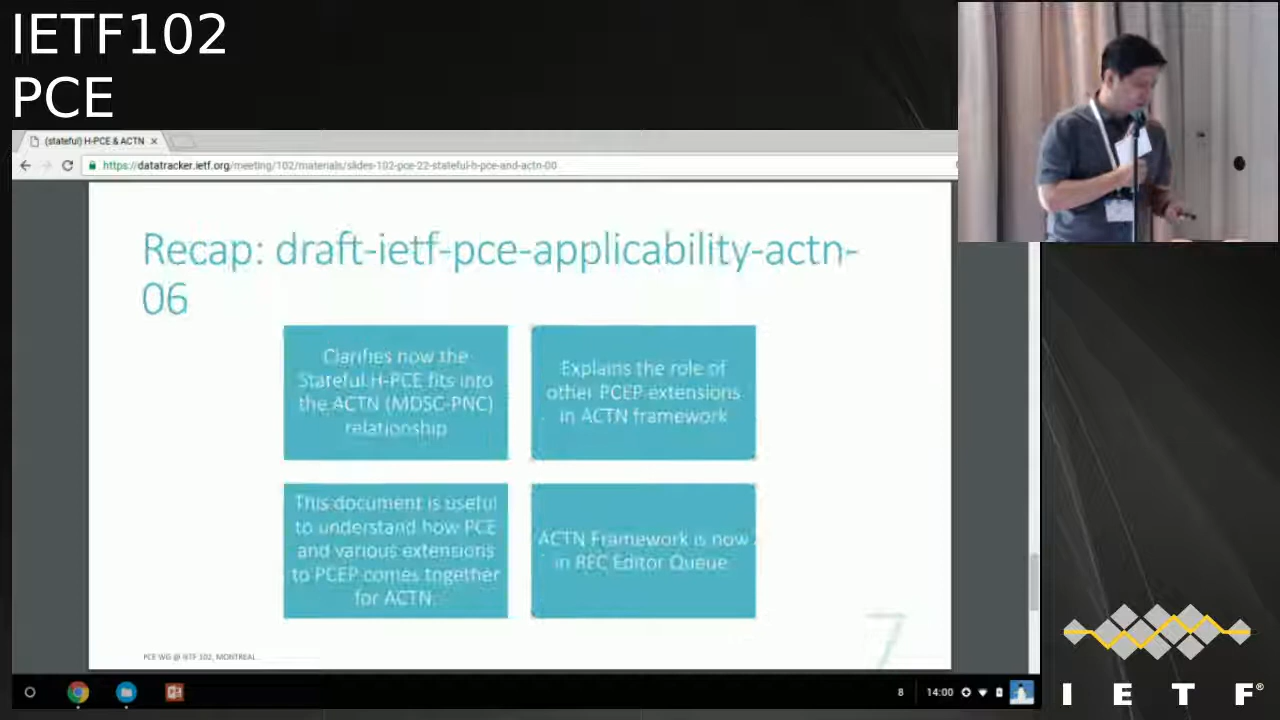 IETF102
PCE
(stateful) H-PCE & ACTN
https://datatracker.ietf.org/meeting/102/materials/slides-102-pce-22-stateful-h-pce-and-actn-00
Recap: draft-ietf-pce-applicability-actn-
06
Clarifies how the
Stateful H-PCE fits into
the ACTN (MDSC-PNC)
relationship
Explains the role of
other PCEP extensions
in ACTN framework
This document is useful
to understand how PCE
and various extensions
to PCEP comes together
for ACTN.
ACTN Framework is now
in RFC Editor Queue
PCE WG @ IETF 102, MONTREAL
7
8
14:00
I E T F®